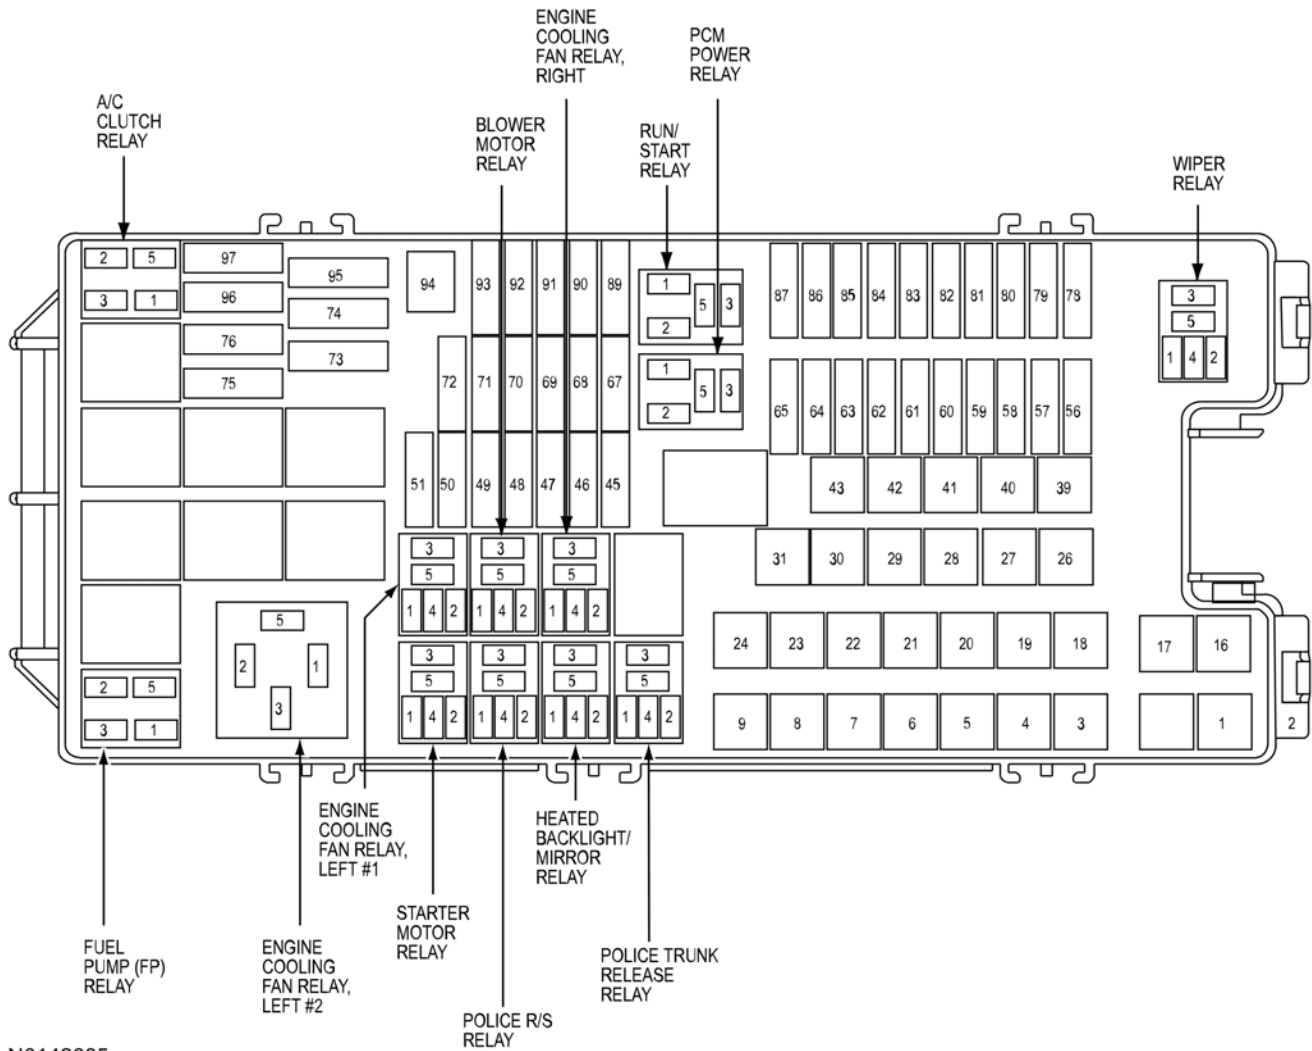 ENGINE
COOLING
FAN RELAY,
RIGHT
PCM
POWER
RELAY
A/C
CLUTCH
RELAY
BLOWER
MOTOR
RELAY
RUN/
START
RELAY
WIPER
RELAY
2 5
3 1
97
96
76
75
95
74
73
94
93 92 91 90 89
72 71 70 69 68 67
51 50 49 48 47 46 45
1
2
5 3
1
2
5 3
87 86 85 84 83 82 81 80 79 78
65 64 63 62 61 60 59 58 57 56
3
5
1 4 2
43 42 41 40 39
31 30 29 28 27 26
24 23 22 21 20 19 18
17 16
9 8 7 6 5 4 3
1
2
3
5
1 4 2
3
5
1 4 2
3
5
1 4 2
3
5
1 4 2
3
5
1 4 2
3
5
1 4 2
3
5
1 4 2
5
2 1
3
2 5
3 1
ENGINE
COOLING
FAN RELAY,
LEFT #1
HEATED
BACKLIGHT/
MIRROR
RELAY
STARTER
MOTOR
RELAY
FUEL
PUMP (FP)
RELAY
ENGINE
COOLING
FAN RELAY,
LEFT #2
POLICE TRUNK
RELEASE
RELAY
POLICE R/S
RELAY